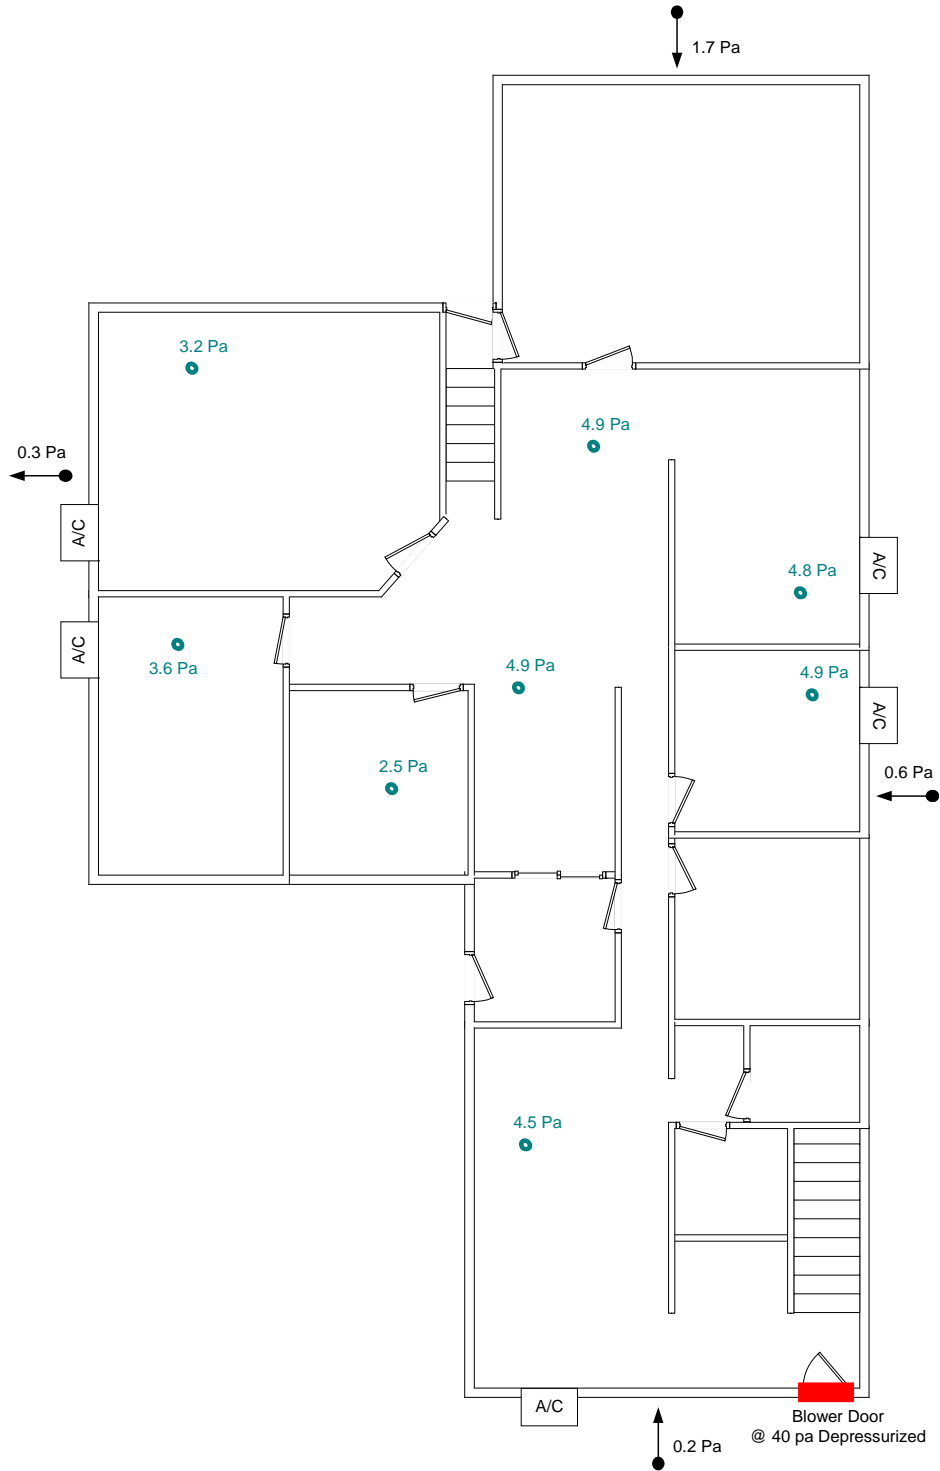 1.7 Pa
3.2 Pa
4.9 Pa
0.3 Pa
A/C
A/C
4.8 Pa
A/C
3.6 Pa
4.9 Pa
4.9 Pa
A/C
2.5 Pa
0.6 Pa
4.5 Pa
A/C
Blower Door
@ 40 pa Depressurized
0.2 Pa